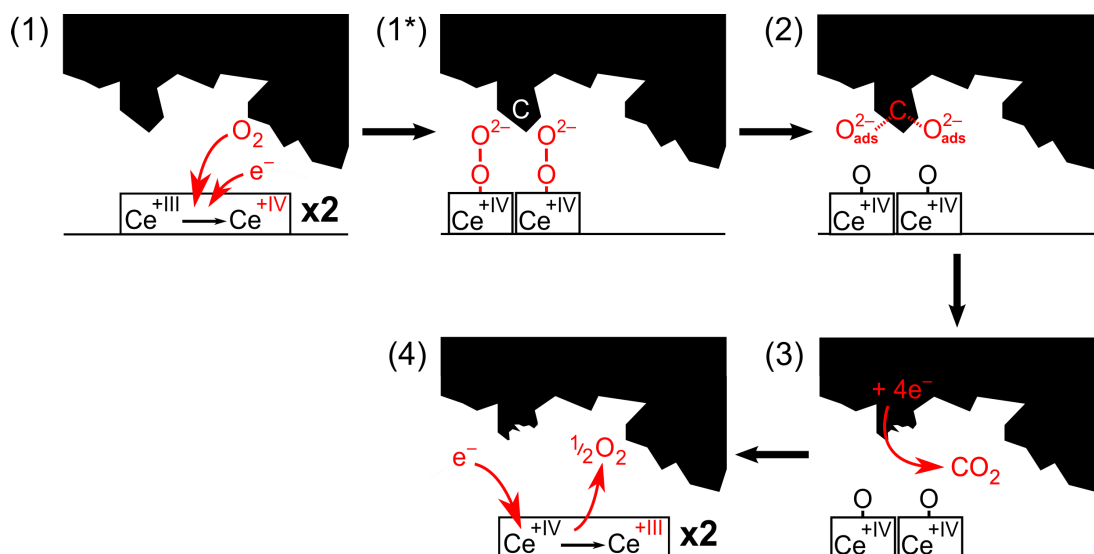 (1)
O₂
e⁻
Ce⁺ᴵᴵᴵ → Ce⁺ᴵⱽ x2
(1*)
C
O²⁻ O²⁻
O O
Ce⁺ᴵⱽ Ce⁺ᴵⱽ
(2)
C
O²⁻ads O²⁻ads
O O
Ce⁺ᴵⱽ Ce⁺ᴵⱽ
(3)
+ 4e⁻
CO₂
O O
Ce⁺ᴵⱽ Ce⁺ᴵⱽ
(4)
e⁻ ½O₂
Ce⁺ᴵⱽ → Ce⁺ᴵᴵᴵ x2